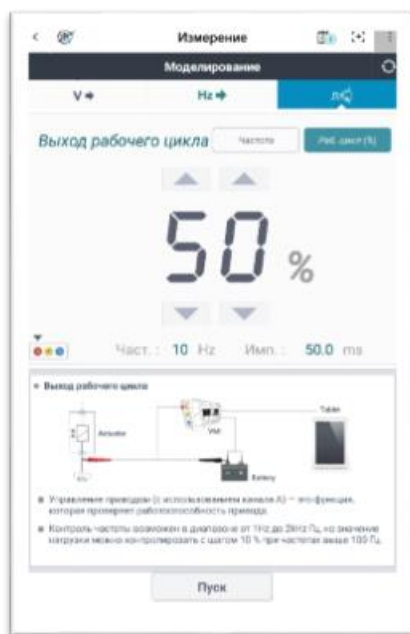 Измерение
Моделирование
V
Hz
Выход рабочего цикла Частота Раб. цикл (%)
50 %
Част. : 10 Hz Имп. : 50.0 ms
Выход рабочего цикла
Actuator
VMI
Tablet
Battery
Управление приводом (с использованием канала А) — это функция,
которая проверяет работоспособность привода.
Контроль частоты возможен в диапазоне от 1Hz до 2kHz Гц, но значение
нагрузки можно контролировать с шагом 10 % при частотах выше 100 Гц.
Пуск